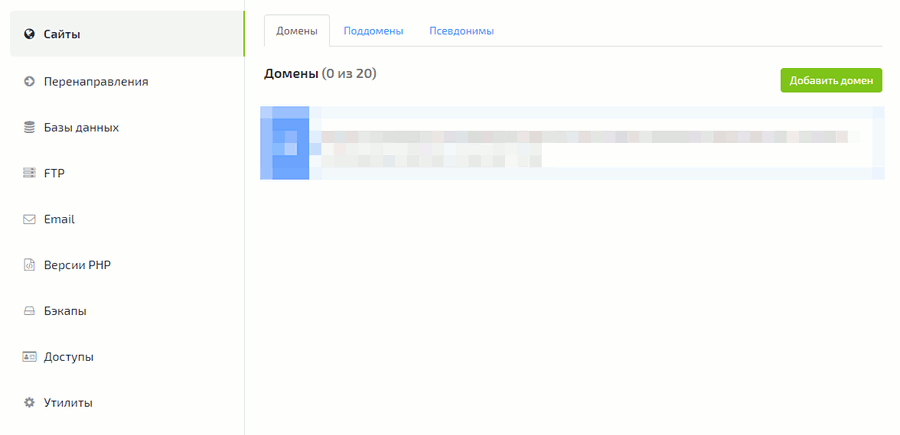 Сайты
Перенаправления
Базы данных
FTP
Email
Версии PHP
Бэкапы
Доступы
Утилиты
Домены Поддомены Псевдонимы
Домены (0 из 20)
Добавить домен